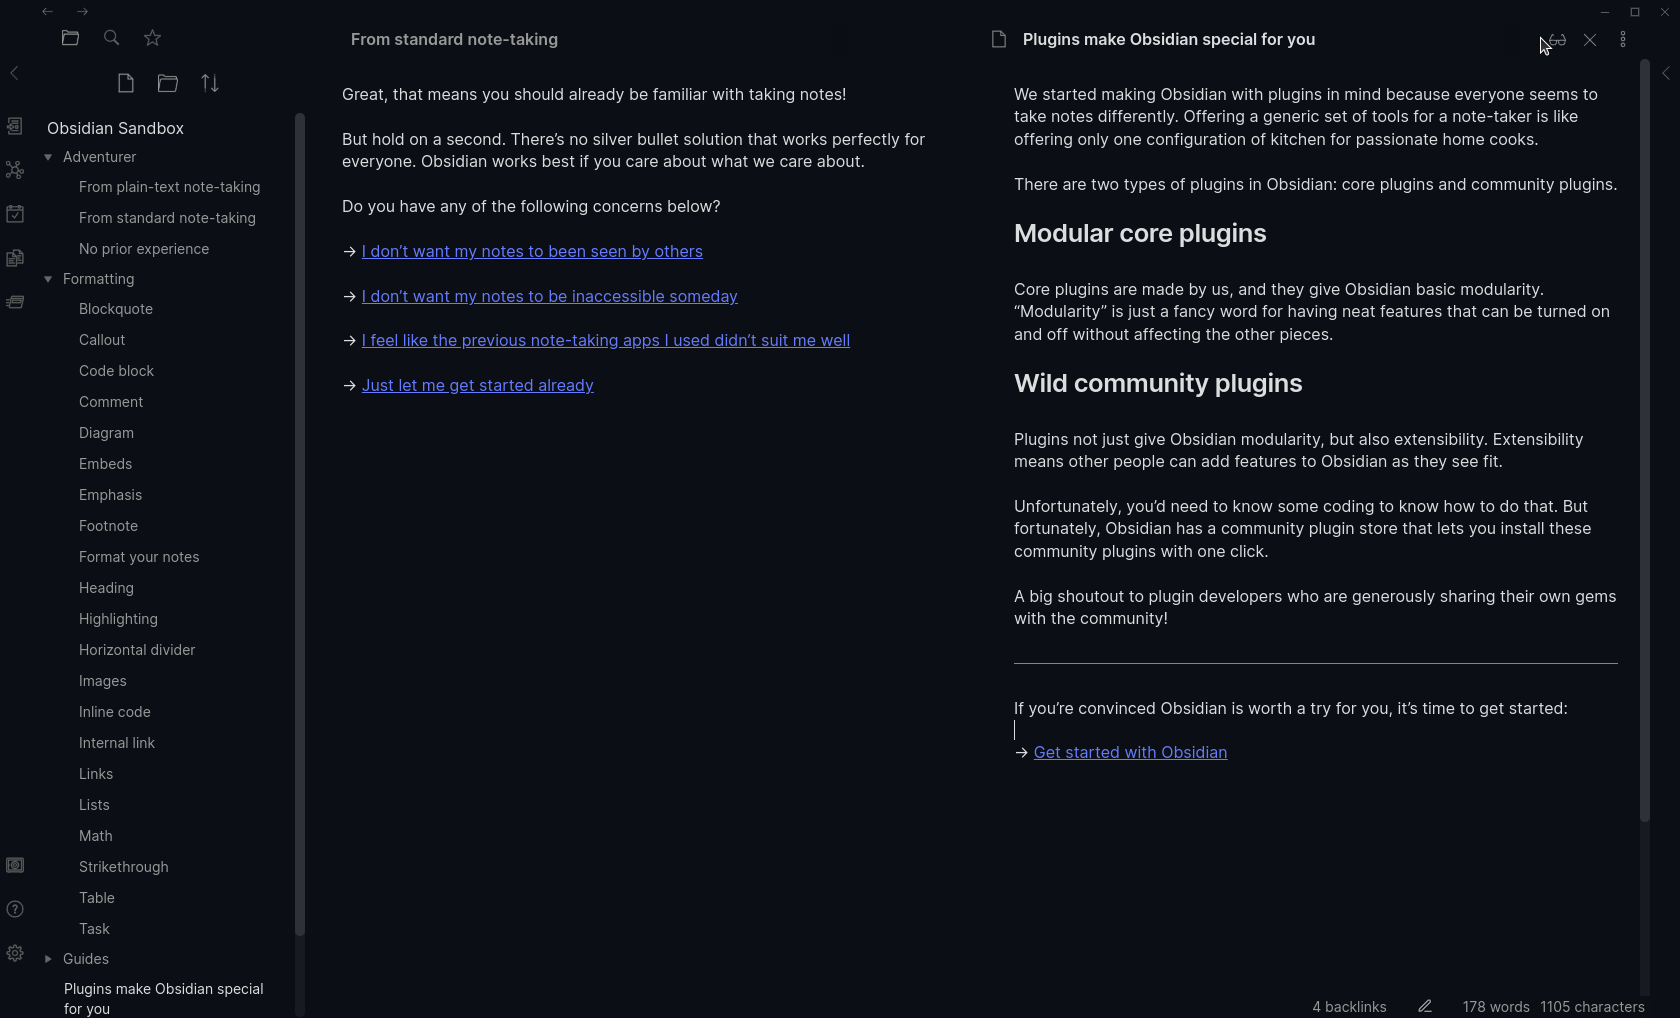 Obsidian Sandbox
Adventurer
From plain-text note-taking
From standard note-taking
No prior experience
Formatting
Blockquote
Callout
Code block
Comment
Diagram
Embeds
Emphasis
Footnote
Format your notes
Heading
Highlighting
Horizontal divider
Images
Inline code
Internal link
Links
Lists
Math
Strikethrough
Table
Task
Guides
Plugins make Obsidian special
for you
From standard note-taking
Great, that means you should already be familiar with taking notes!
But hold on a second. There’s no silver bullet solution that works perfectly for
everyone. Obsidian works best if you care about what we care about.
Do you have any of the following concerns below?
→ I don’t want my notes to been seen by others
→ I don’t want my notes to be inaccessible someday
→ I feel like the previous note-taking apps I used didn’t suit me well
→ Just let me get started already
Plugins make Obsidian special for you
We started making Obsidian with plugins in mind because everyone seems to
take notes differently. Offering a generic set of tools for a note-taker is like
offering only one configuration of kitchen for passionate home cooks.
There are two types of plugins in Obsidian: core plugins and community plugins.
Modular core plugins
Core plugins are made by us, and they give Obsidian basic modularity.
“Modularity” is just a fancy word for having neat features that can be turned on
and off without affecting the other pieces.
Wild community plugins
Plugins not just give Obsidian modularity, but also extensibility. Extensibility
means other people can add features to Obsidian as they see fit.
Unfortunately, you’d need to know some coding to know how to do that. But
fortunately, Obsidian has a community plugin store that lets you install these
community plugins with one click.
A big shoutout to plugin developers who are generously sharing their own gems
with the community!
If you’re convinced Obsidian is worth a try for you, it’s time to get started:
→ Get started with Obsidian
4 backlinks 178 words 1105 characters